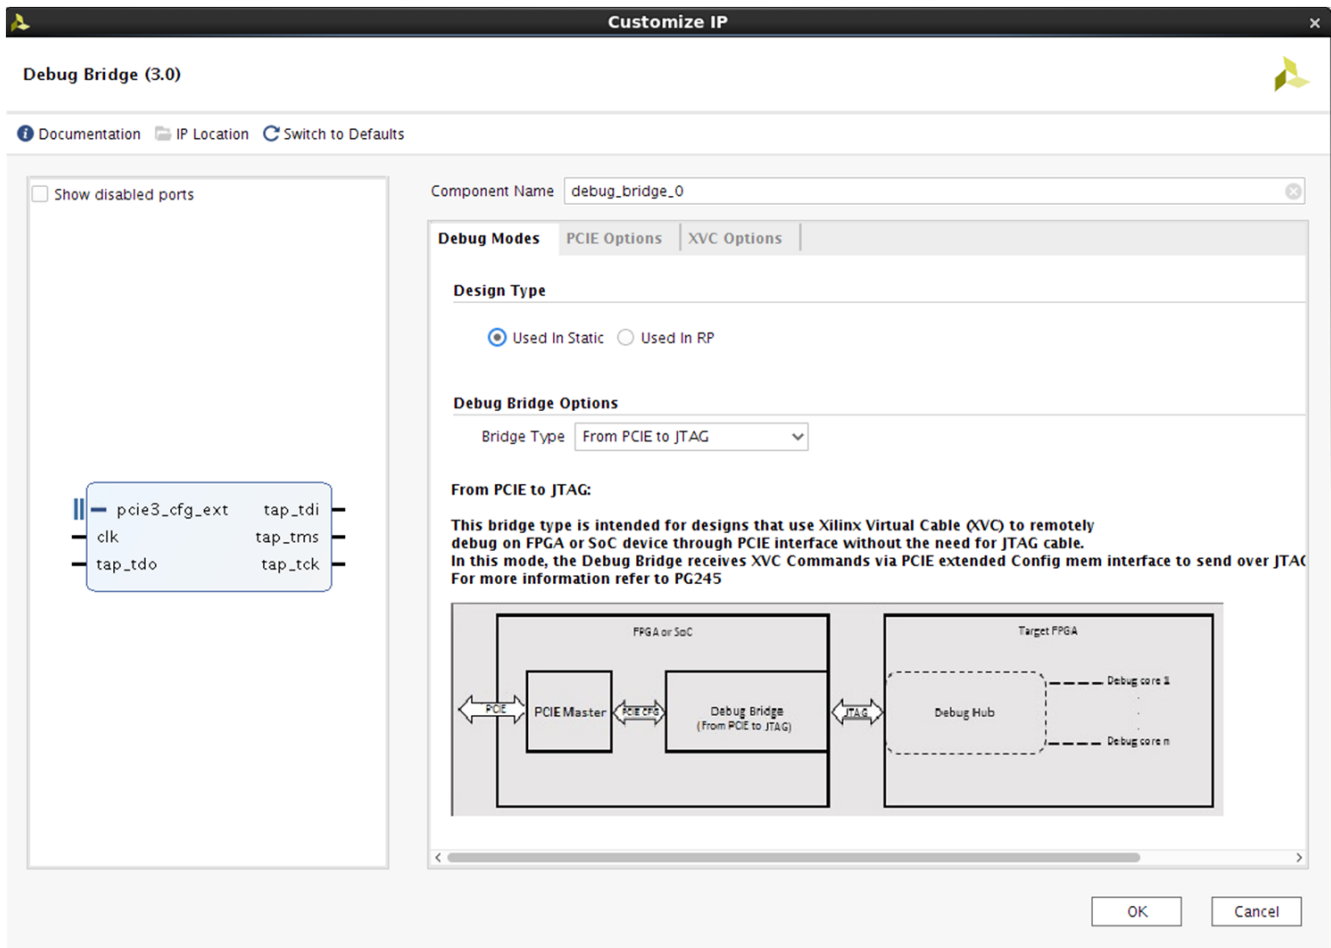 Customize IP
Debug Bridge (3.0)
Documentation IP Location Switch to Defaults
Show disabled ports
Component Name debug_bridge_0
Debug Modes PCIE Options XVC Options
Design Type
Used In Static Used In RP
Debug Bridge Options
Bridge Type From PCIE to JTAG
pcie3_cfg_ext tap_tdi
clk tap_tms
tap_tdo tap_tck
From PCIE to JTAG:
This bridge type is intended for designs that use Xilinx Virtual Cable (XVC) to remotely
debug on FPGA or SoC device through PCIE interface without the need for JTAG cable.
In this mode, the Debug Bridge receives XVC Commands via PCIE extended Config mem interface to send over JTAG
For more information refer to PG245
FPGA or SoC
Target FPGA
PCIE
PCIE Master
PCIE CFG
Debug Bridge
(From PCIE to JTAG)
JTAG
Debug Hub
Debug core 1
Debug core n
OK Cancel